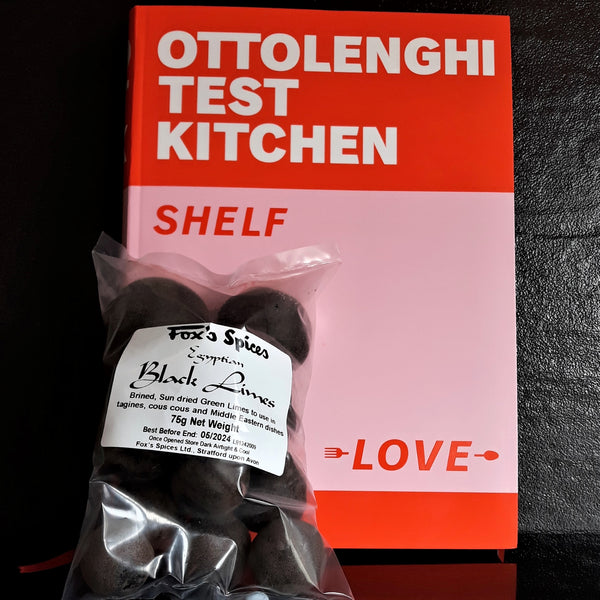 OTTOLENGHI
TEST
KITCHEN
SHELF
LOVE
Fox's Spices
Egyptian
Black Limes
Brined, Sun dried Green Limes to use in
tagines, cous cous and Middle Eastern dishes
75g Net Weight
Best Before End: 05/2024
Once Opened Store Dark Airtight & Cool
Fox's Spices Ltd., Stratford upon Avon